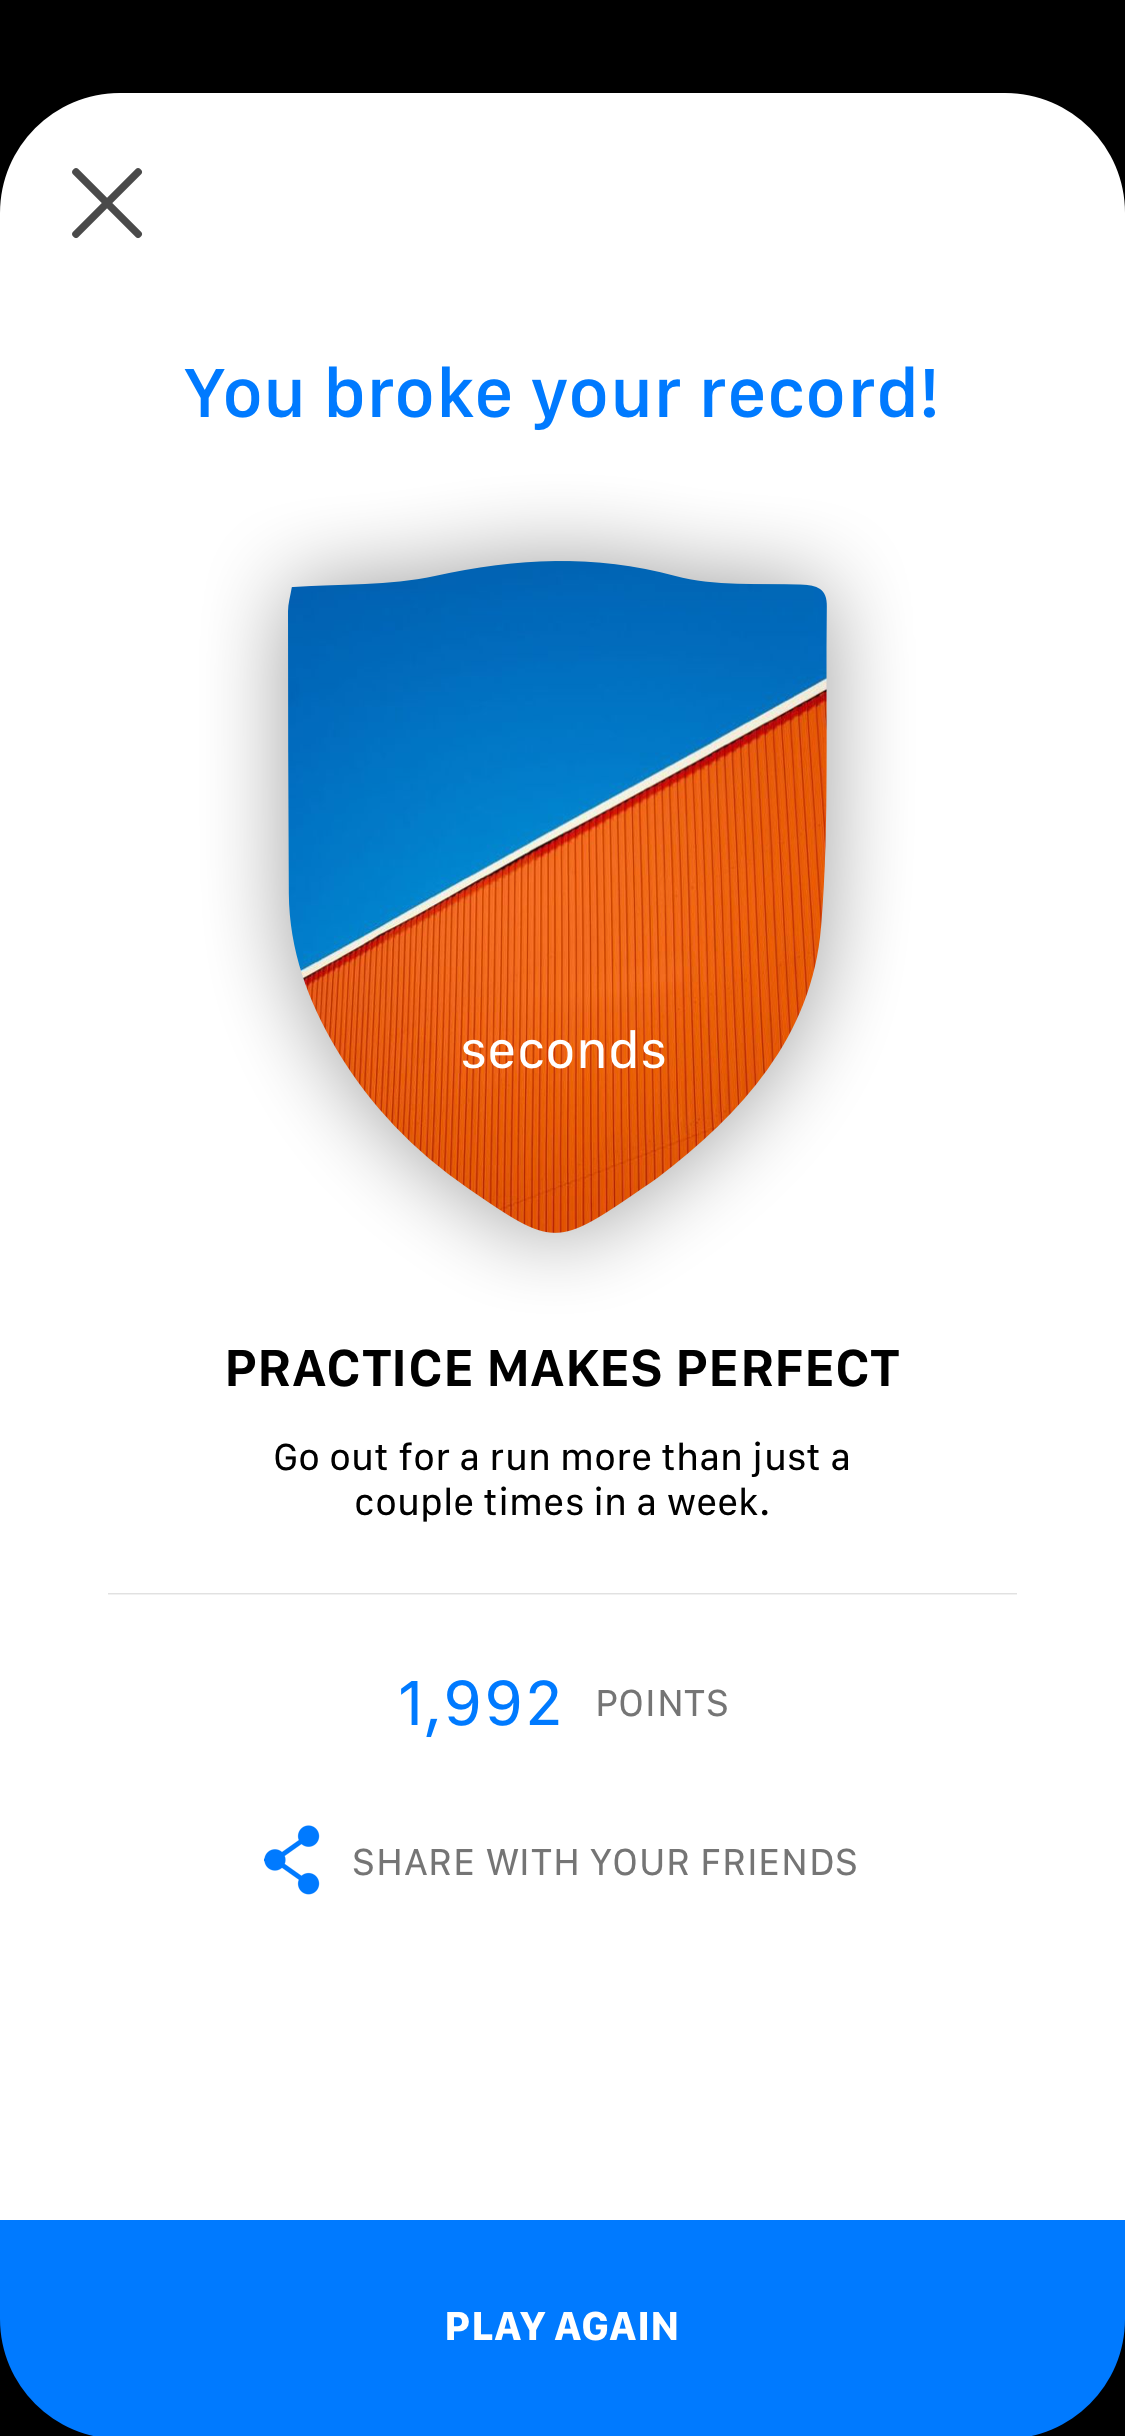 You broke your record!
seconds
PRACTICE MAKES PERFECT
Go out for a run more than just a
couple times in a week.
1,992 POINTS
SHARE WITH YOUR FRIENDS
PLAY AGAIN